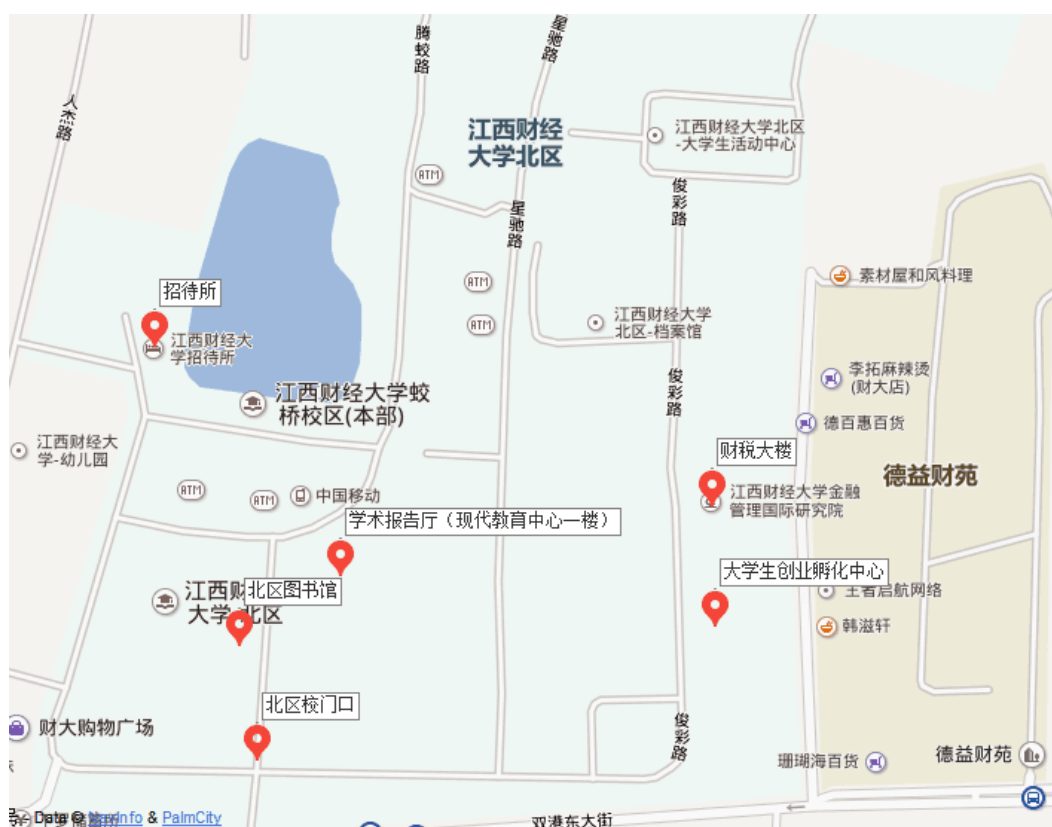 腾蛟路
星驰路
人杰路
江西财经
大学北区
江西财经大学北区
-大学生活动中心
ATM
俊彩路
星驰路
素材屋和风料理
ATM
招待所
江西财经大学
北区-档案馆
ATM
江西财经大
学招待所
李拓麻辣烫
(财大店)
俊彩路
江西财经大学蛟
桥校区(本部)
德百惠百货
江西财经大
学-幼儿园
财税大楼
德益财苑
ATM
ATM
中国移动
江西财经大学金融
管理国际研究院
学术报告厅（现代教育中心一楼）
大学生创业孵化中心
江西财
大学 北区
北区图书馆
王者启航网络
韩滋轩
北区校门口
财大购物广场
俊彩路
珊瑚海百货
德益财苑
Data © NavInfo & PalmCity
双港东大街